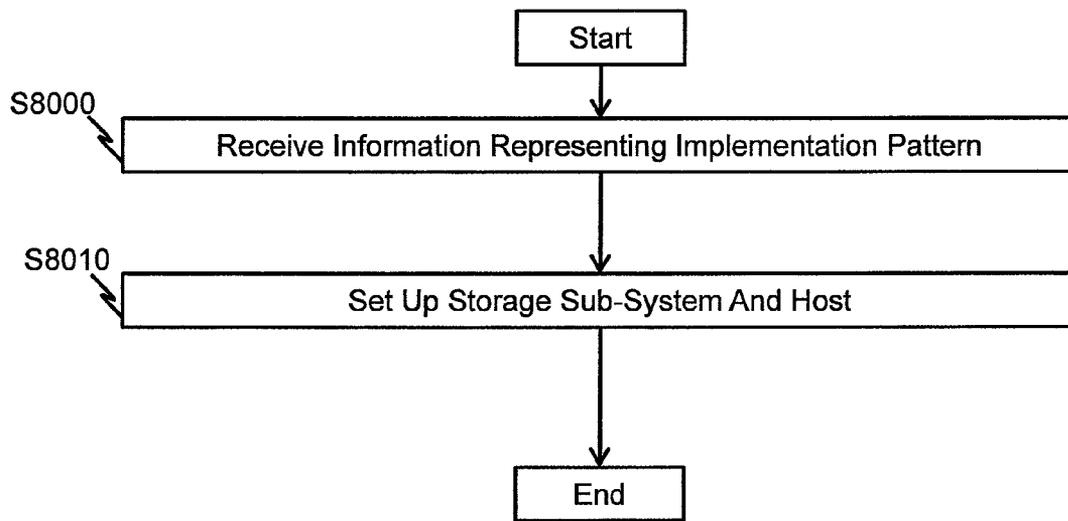 Start
S8000
Receive Information Representing Implementation Pattern
S8010
Set Up Storage Sub-System And Host
End